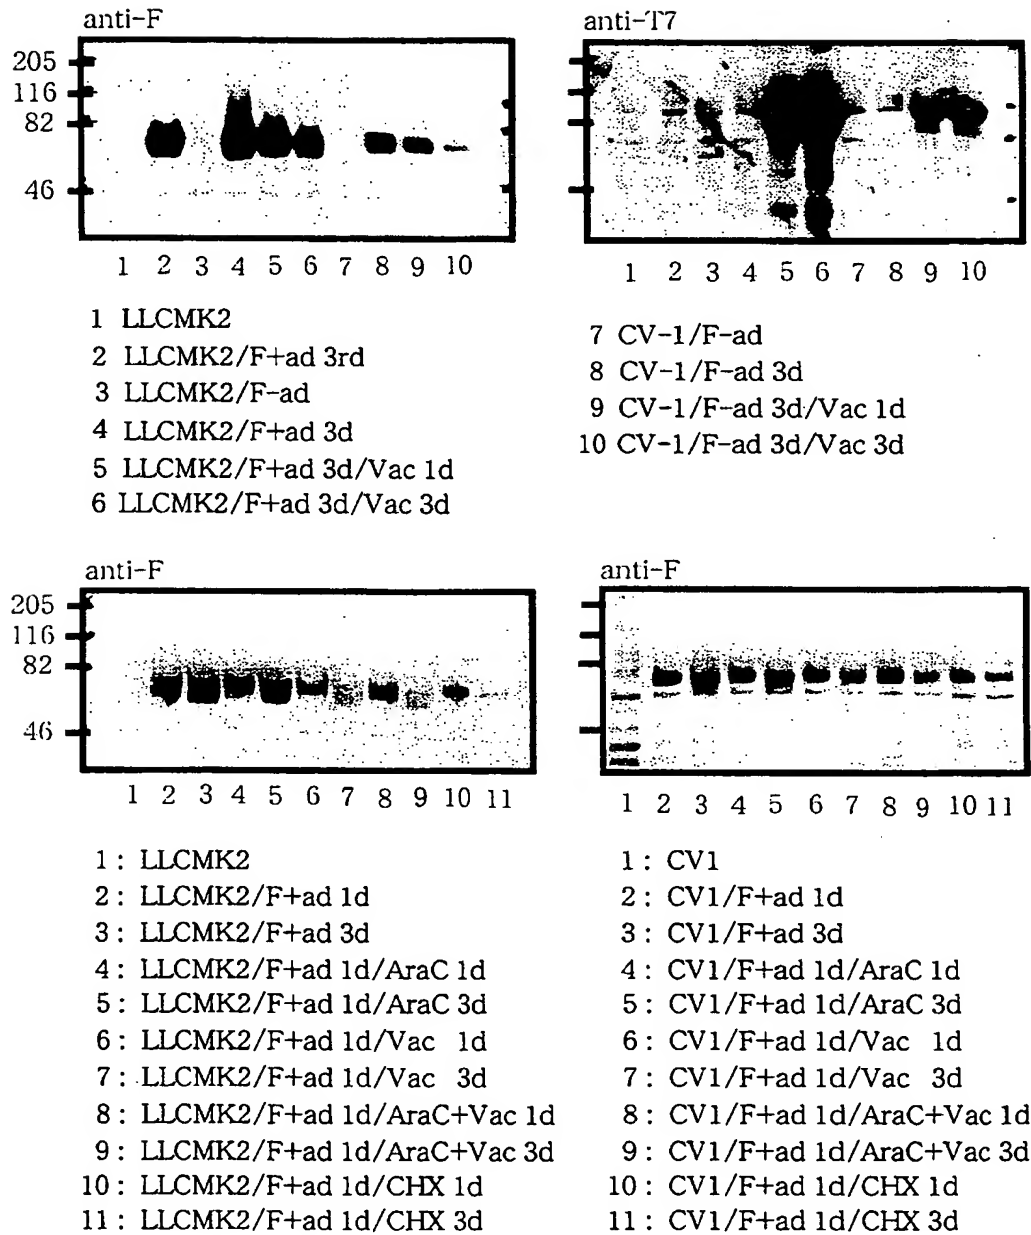 anti-F
205
116
82
46
1 2 3 4 5 6 7 8 9 10
anti-T7
1 2 3 4 5 6 7 8 9 10
1 LLCMK2
2 LLCMK2/F+ad 3rd
3 LLCMK2/F-ad
4 LLCMK2/F+ad 3d
5 LLCMK2/F+ad 3d/Vac 1d
6 LLCMK2/F+ad 3d/Vac 3d
7 CV-1/F-ad
8 CV-1/F-ad 3d
9 CV-1/F-ad 3d/Vac 1d
10 CV-1/F-ad 3d/Vac 3d
anti-F
205
116
82
46
1 2 3 4 5 6 7 8 9 10 11
anti-F
1 2 3 4 5 6 7 8 9 10 11
1 : LLCMK2
2 : LLCMK2/F+ad 1d
3 : LLCMK2/F+ad 3d
4 : LLCMK2/F+ad 1d/AraC 1d
5 : LLCMK2/F+ad 1d/AraC 3d
6 : LLCMK2/F+ad 1d/Vac 1d
7 : LLCMK2/F+ad 1d/Vac 3d
8 : LLCMK2/F+ad 1d/AraC+Vac 1d
9 : LLCMK2/F+ad 1d/AraC+Vac 3d
10 : LLCMK2/F+ad 1d/CHX 1d
11 : LLCMK2/F+ad 1d/CHX 3d
1 : CV1
2 : CV1/F+ad 1d
3 : CV1/F+ad 3d
4 : CV1/F+ad 1d/AraC 1d
5 : CV1/F+ad 1d/AraC 3d
6 : CV1/F+ad 1d/Vac 1d
7 : CV1/F+ad 1d/Vac 3d
8 : CV1/F+ad 1d/AraC+Vac 1d
9 : CV1/F+ad 1d/AraC+Vac 3d
10 : CV1/F+ad 1d/CHX 1d
11 : CV1/F+ad 1d/CHX 3d